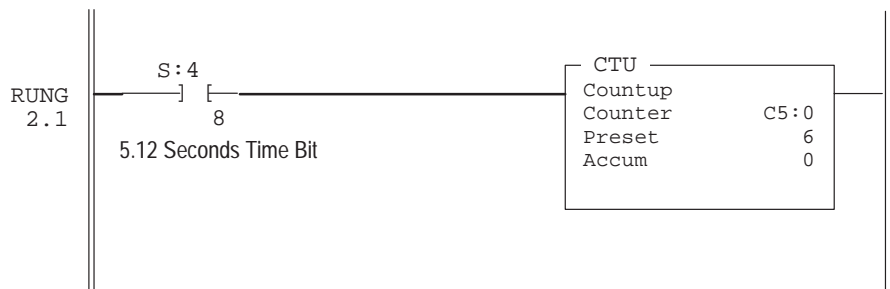 RUNG
2.1
S:4
] [
8
5.12 Seconds Time Bit
CTU
Countup
Counter C5:0
Preset 6
Accum 0